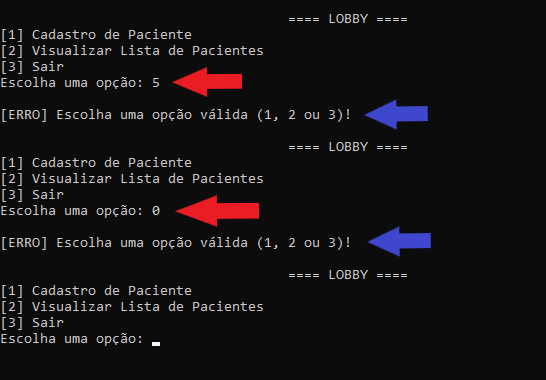 ==== LOBBY ====
[1] Cadastro de Paciente
[2] Visualizar Lista de Pacientes
[3] Sair
Escolha uma opção: 5
[ERRO] Escolha uma opção válida (1, 2 ou 3)!
==== LOBBY ====
[1] Cadastro de Paciente
[2] Visualizar Lista de Pacientes
[3] Sair
Escolha uma opção: 0
[ERRO] Escolha uma opção válida (1, 2 ou 3)!
==== LOBBY ====
[1] Cadastro de Paciente
[2] Visualizar Lista de Pacientes
[3] Sair
Escolha uma opção: